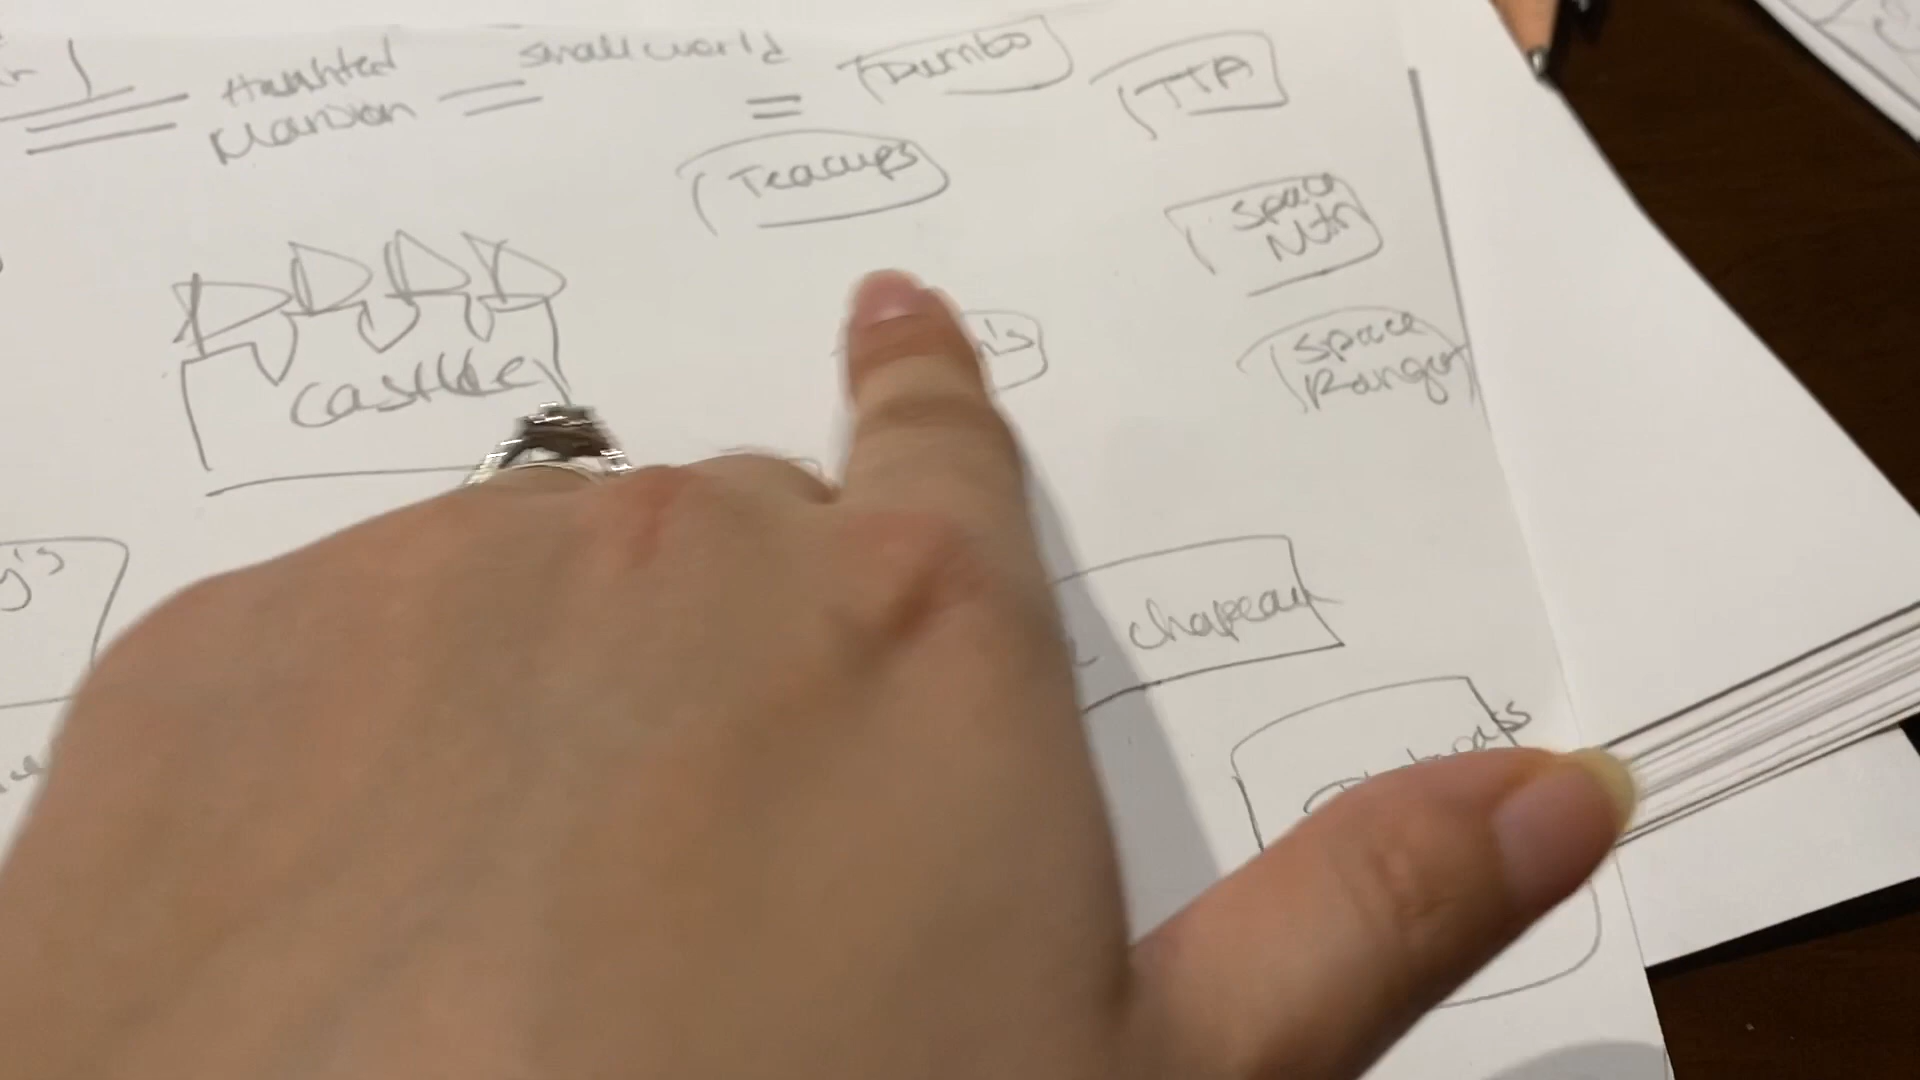 Haunted
Mansion
Small world
Dumbo
TTA
Teacups
Space
Mtn
Space
Ranger
castle
y's
n's
chapeau